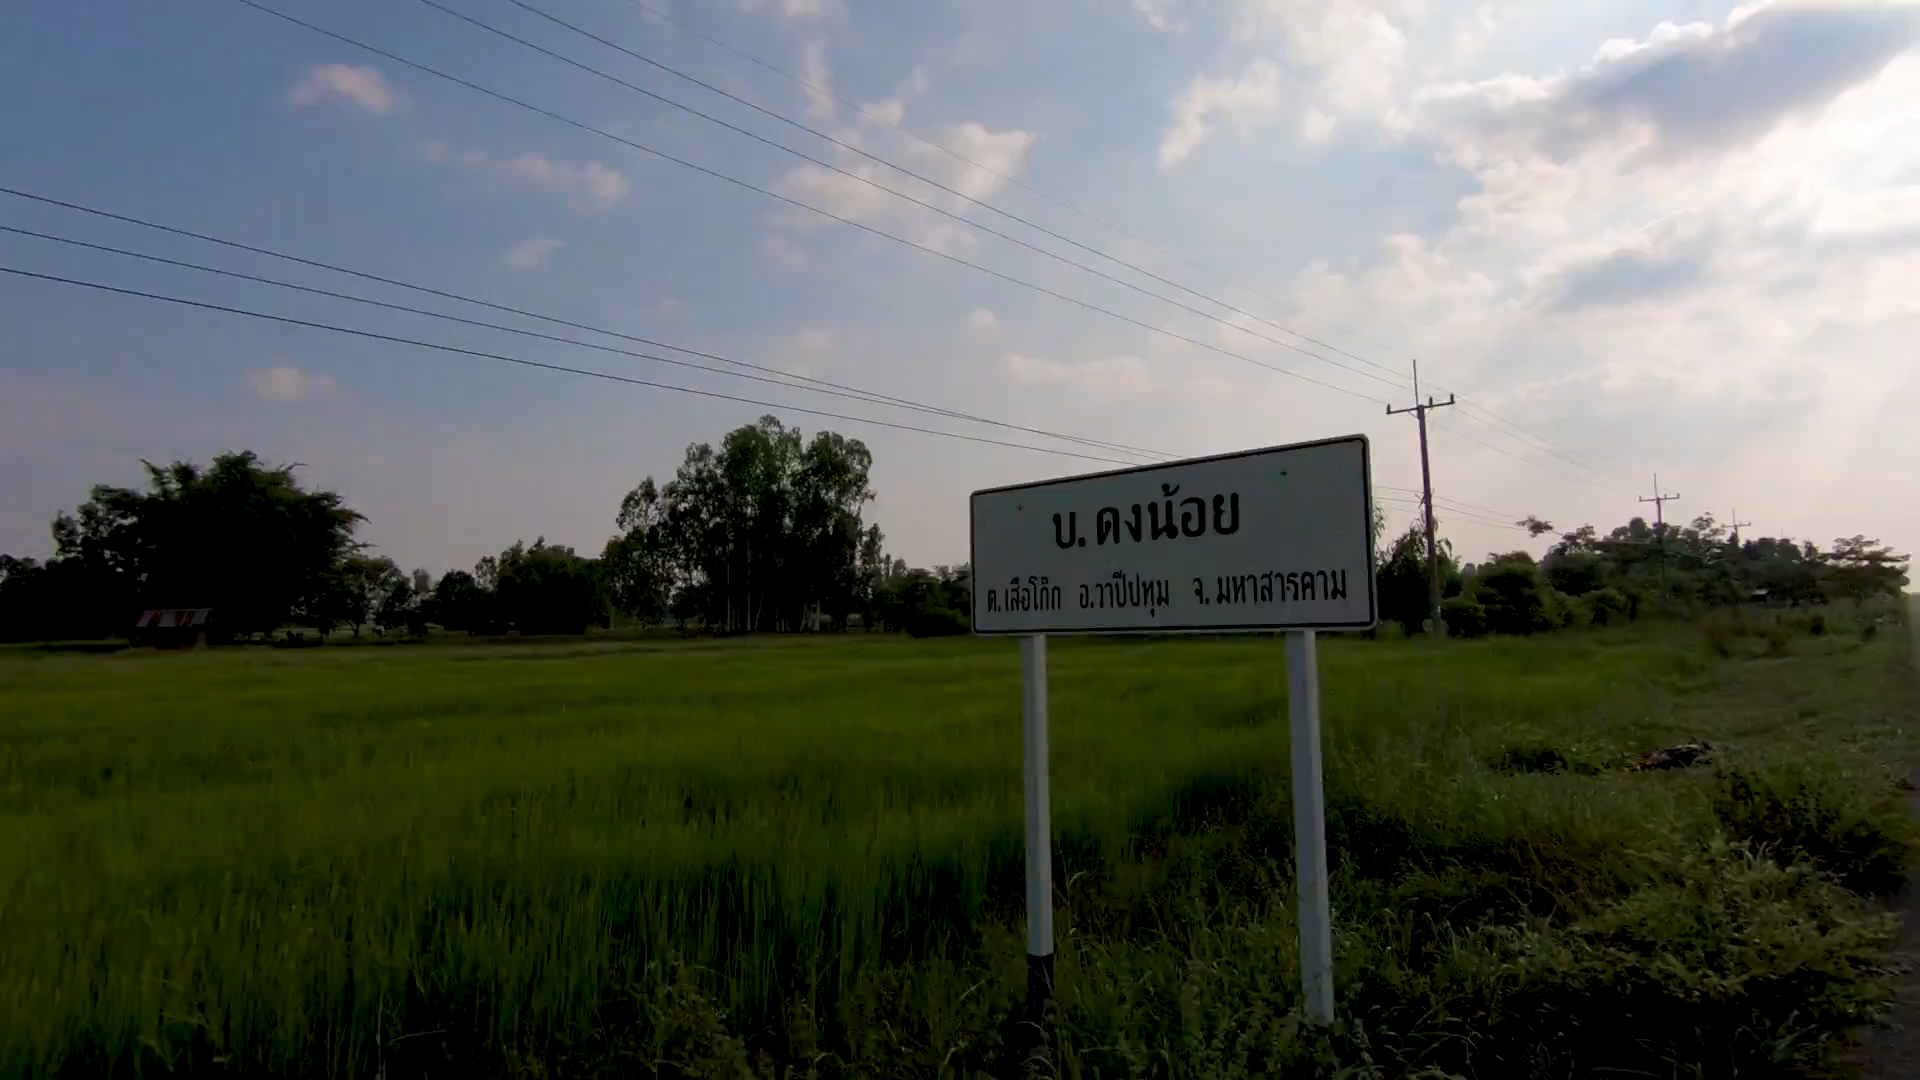 บ. ดงน้อย
ต. เสือโก้ก อ.วาปีปทุม จ. มหาสารคาม